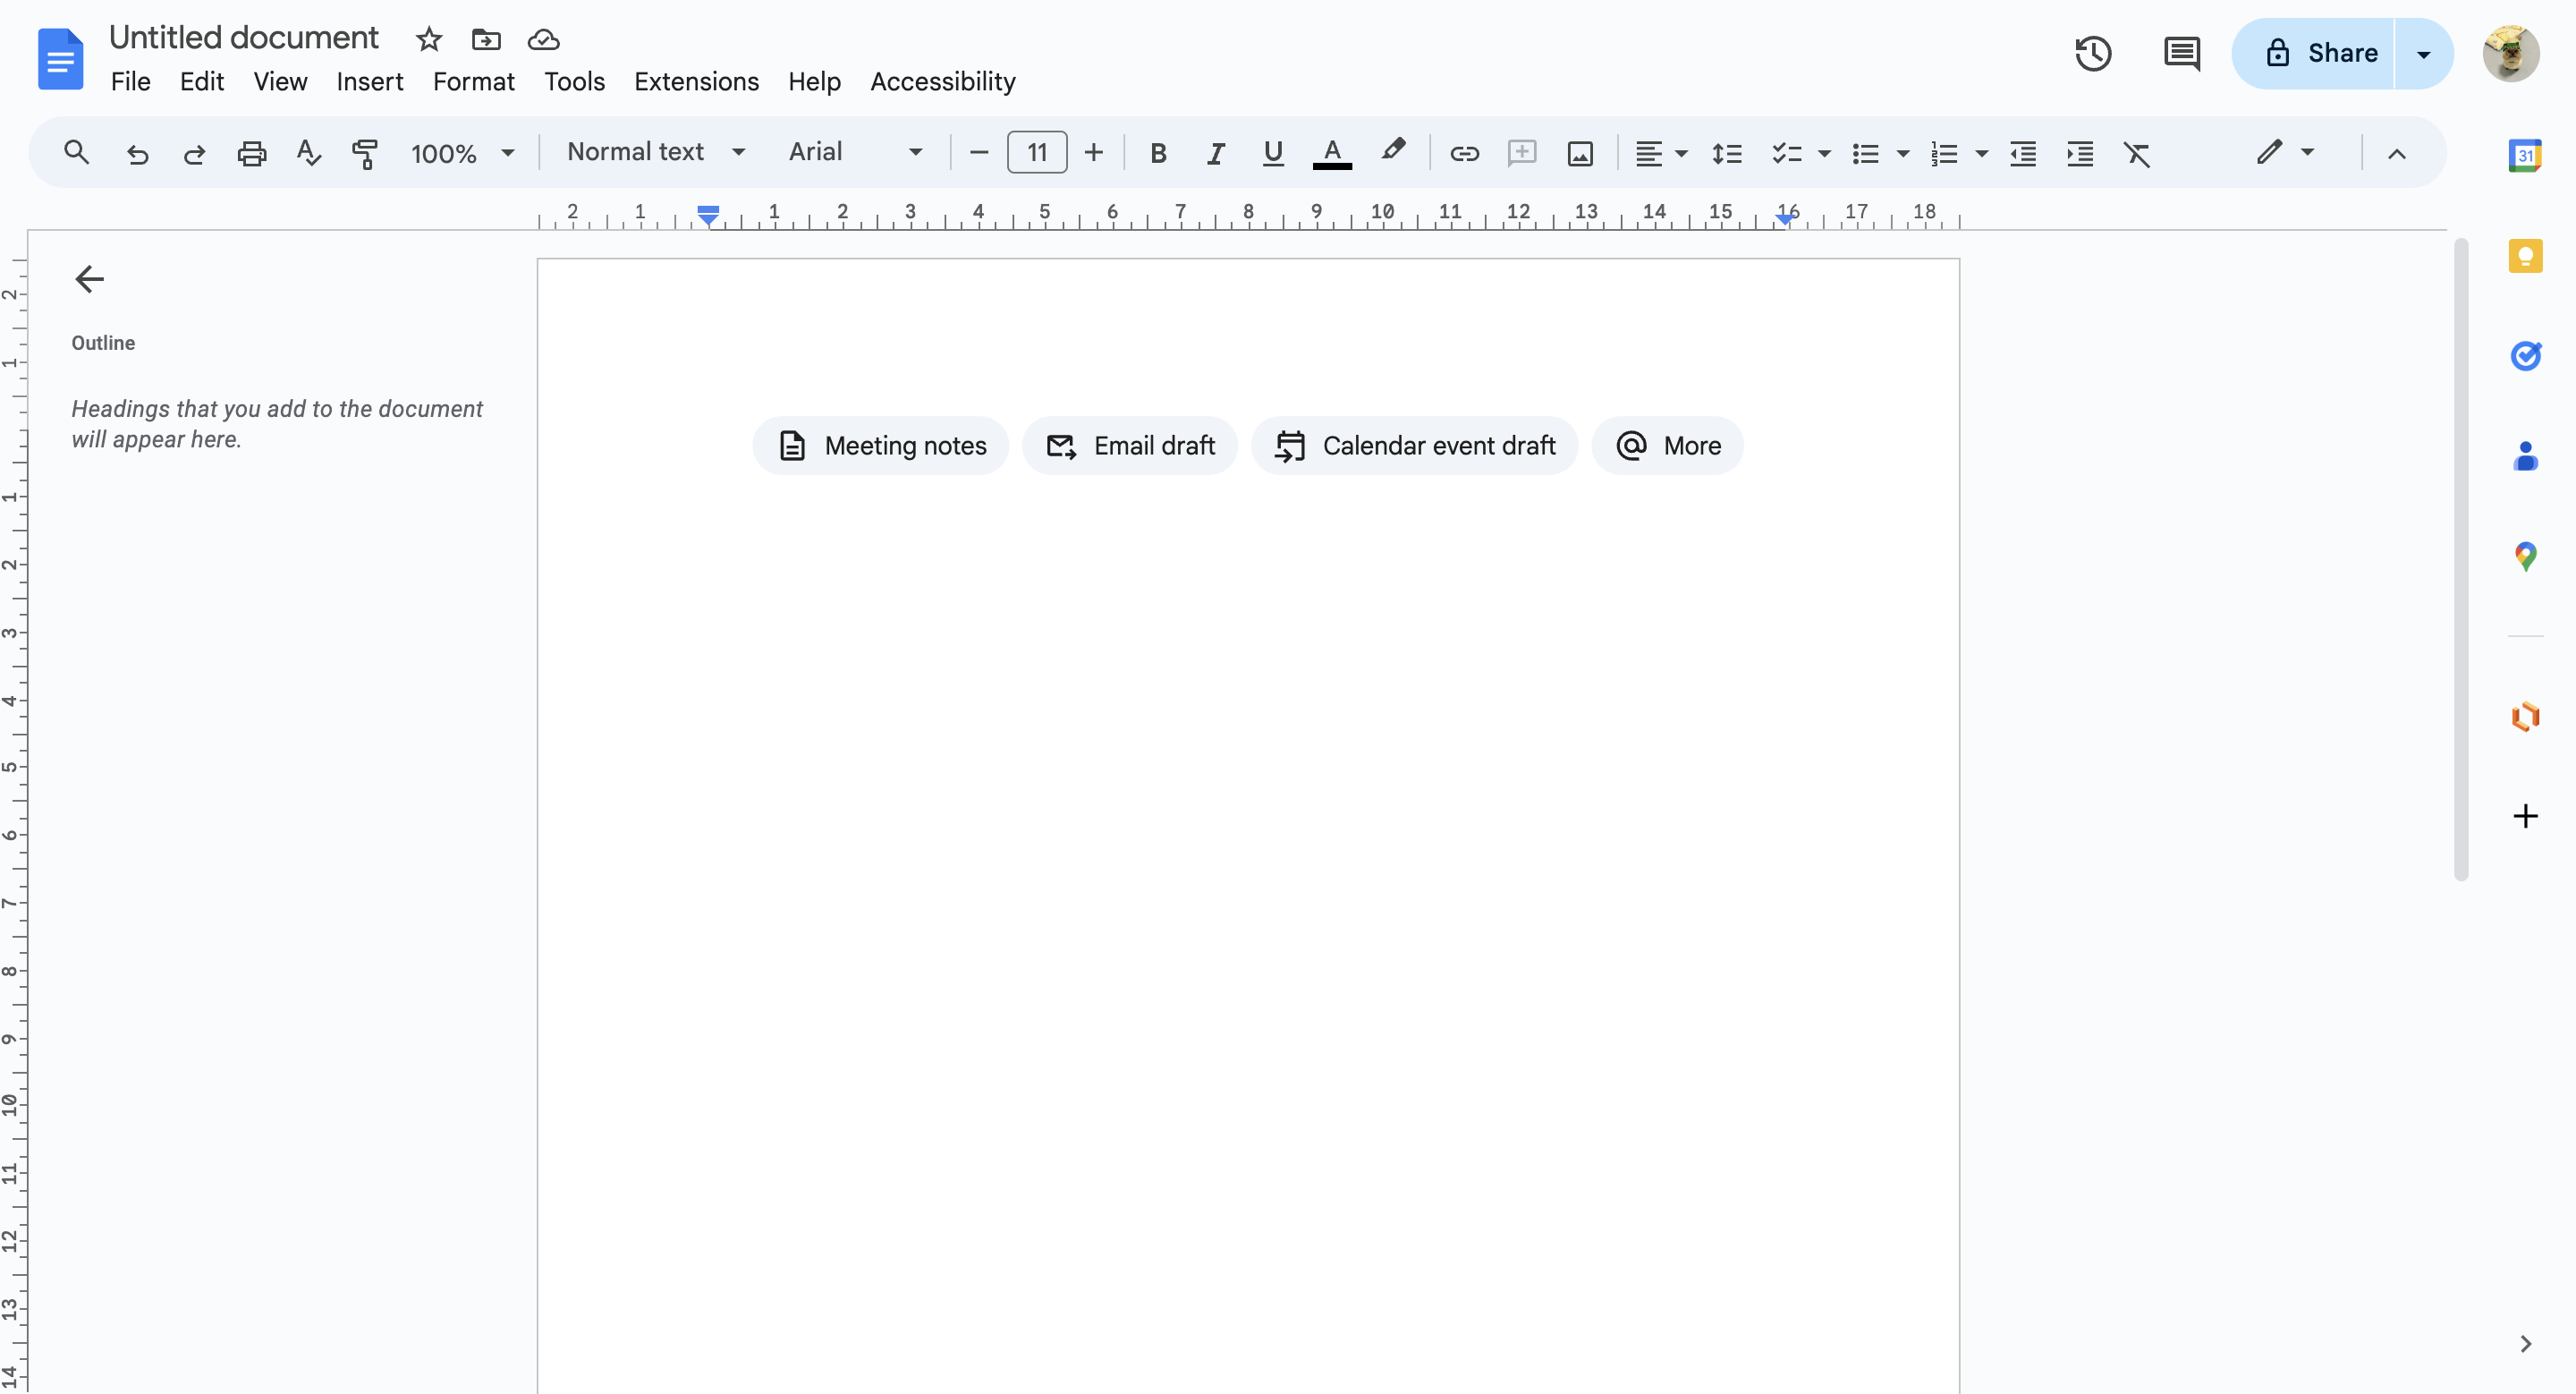 Untitled document
File Edit View Insert Format Tools Extensions Help Accessibility
Share
100% Normal text Arial 11 B I U A
31
2 1 1 2 3 4 5 6 7 8 9 10 11 12 13 14 15 16 17 18
Outline
Headings that you add to the document
will appear here.
Meeting notes Email draft Calendar event draft More
2
1
1
2
3
4
5
6
7
8
9
10
11
12
13
14